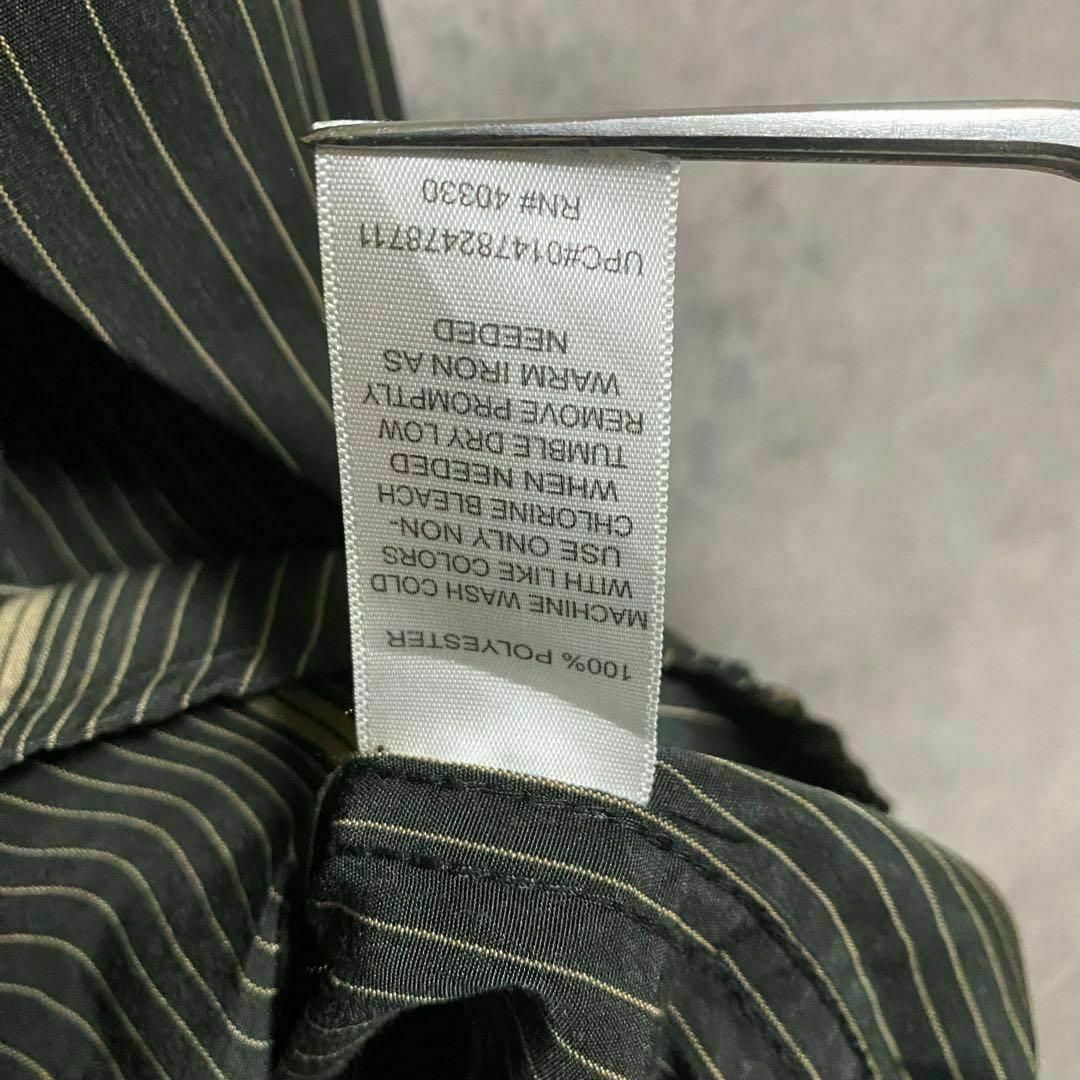 100% POLYESTER
MACHINE WASH COLD
WITH LIKE COLORS
USE ONLY NON-
CHLORINE BLEACH
WHEN NEEDED
TUMBLE DRY LOW
REMOVE PROMPTLY
WARM IRON AS
NEEDED
UPC#014782478711
RN# 40330